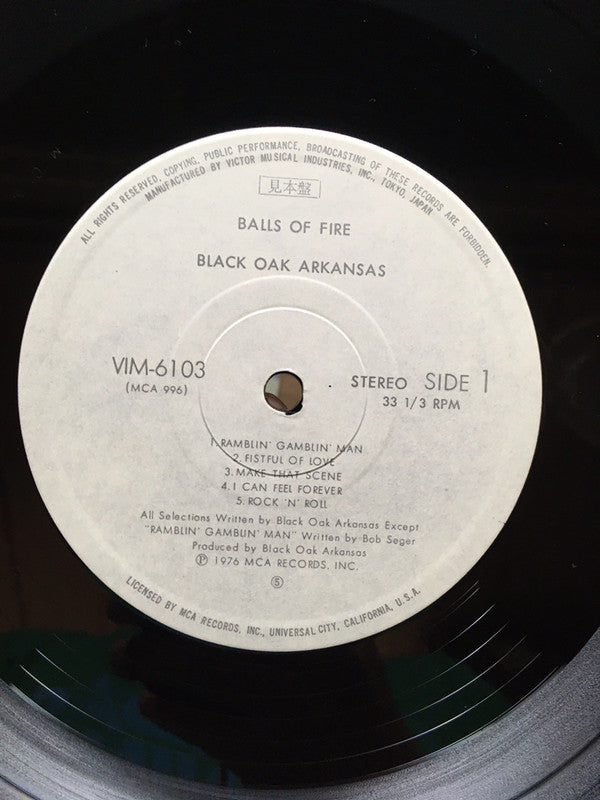 ALL RIGHTS RESERVED, COPYING, PUBLIC PERFORMANCE, BROADCASTING OF THESE RECORDS ARE FORBIDDEN.
MANUFACTURED BY VICTOR MUSICAL INDUSTRIES, INC., TOKYO, JAPAN
見本盤
BALLS OF FIRE
BLACK OAK ARKANSAS
VIM-6103
(MCA 996)
STEREO SIDE 1
33 1/3 RPM
1. RAMBLIN' GAMBLIN' MAN
2. FISTFUL OF LOVE
3. MAKE THAT SCENE
4. I CAN FEEL FOREVER
5. ROCK 'N' ROLL
All Selections Written by Black Oak Arkansas Except
"RAMBLIN' GAMBLIN' MAN" Written by Bob Seger
Produced by Black Oak Arkansas
Ⓟ 1976 MCA RECORDS, INC.
⑤
LICENSED BY MCA RECORDS, INC., UNIVERSAL CITY, CALIFORNIA, U.S.A.